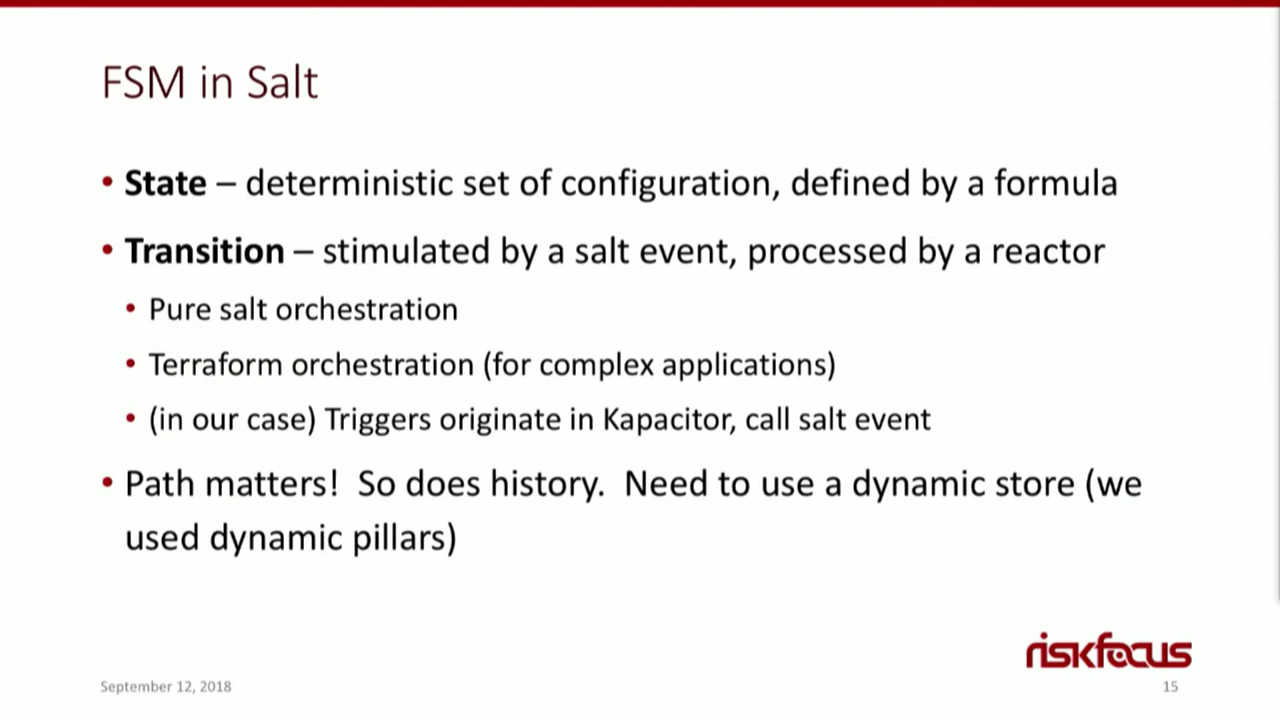 FSM in Salt
• State – deterministic set of configuration, defined by a formula
• Transition – stimulated by a salt event, processed by a reactor
• Pure salt orchestration
• Terraform orchestration (for complex applications)
• (in our case) Triggers originate in Kapacitor, call salt event
• Path matters!  So does history.  Need to use a dynamic store (we
used dynamic pillars)
riskfocus
September 12, 2018
15